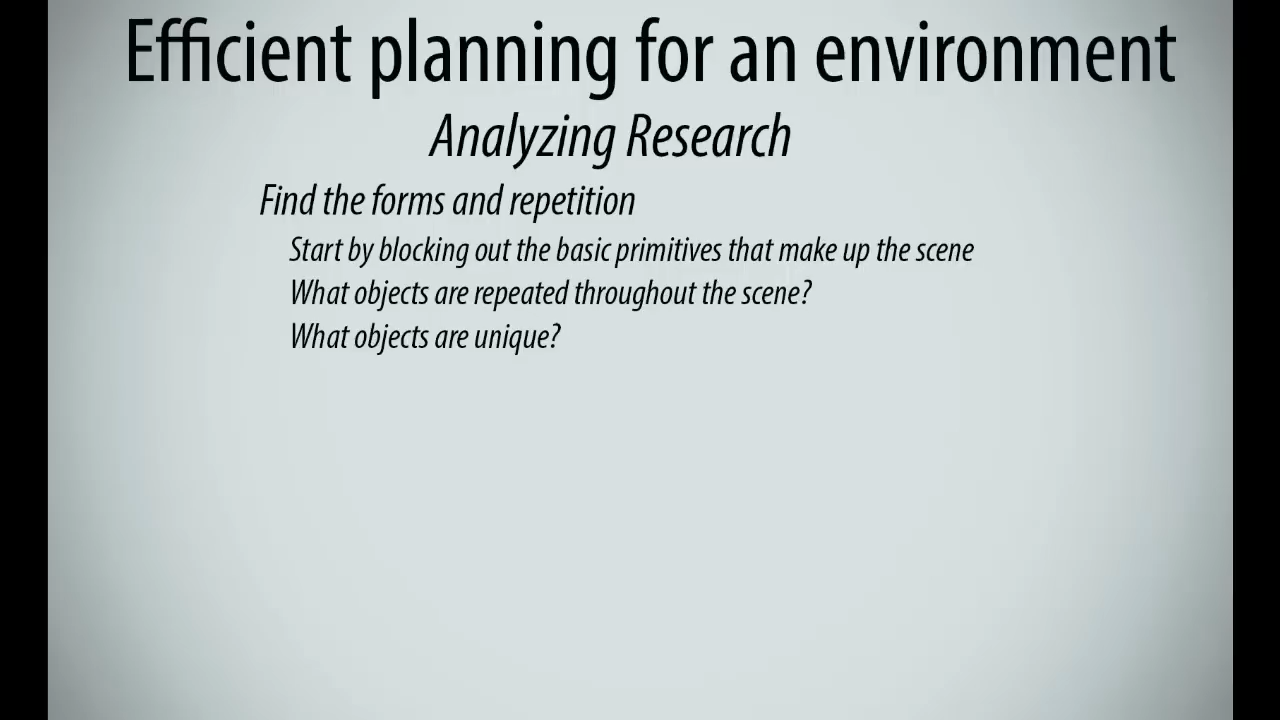 Efficient planning for an environment
Analyzing Research
Find the forms and repetition
Start by blocking out the basic primitives that make up the scene
What objects are repeated throughout the scene?
What objects are unique?